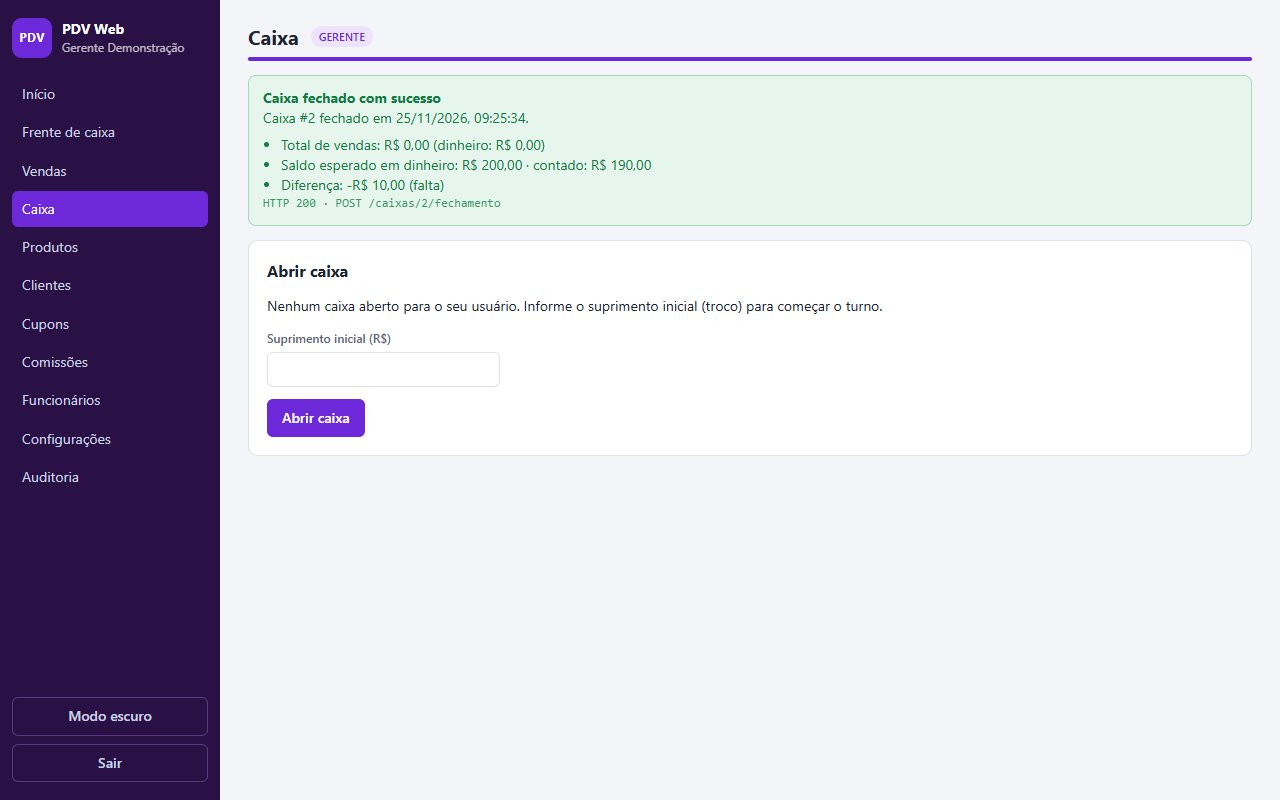 PDV
PDV Web
Gerente Demonstração
Início
Frente de caixa
Vendas
Caixa
Produtos
Clientes
Cupons
Comissões
Funcionários
Configurações
Auditoria
Modo escuro
Sair
Caixa
GERENTE
Caixa fechado com sucesso
Caixa #2 fechado em 25/11/2026, 09:25:34.
• Total de vendas: R$ 0,00 (dinheiro: R$ 0,00)
• Saldo esperado em dinheiro: R$ 200,00 · contado: R$ 190,00
• Diferença: -R$ 10,00 (falta)
HTTP 200 · POST /caixas/2/fechamento
Abrir caixa
Nenhum caixa aberto para o seu usuário. Informe o suprimento inicial (troco) para começar o turno.
Suprimento inicial (R$)
Abrir caixa